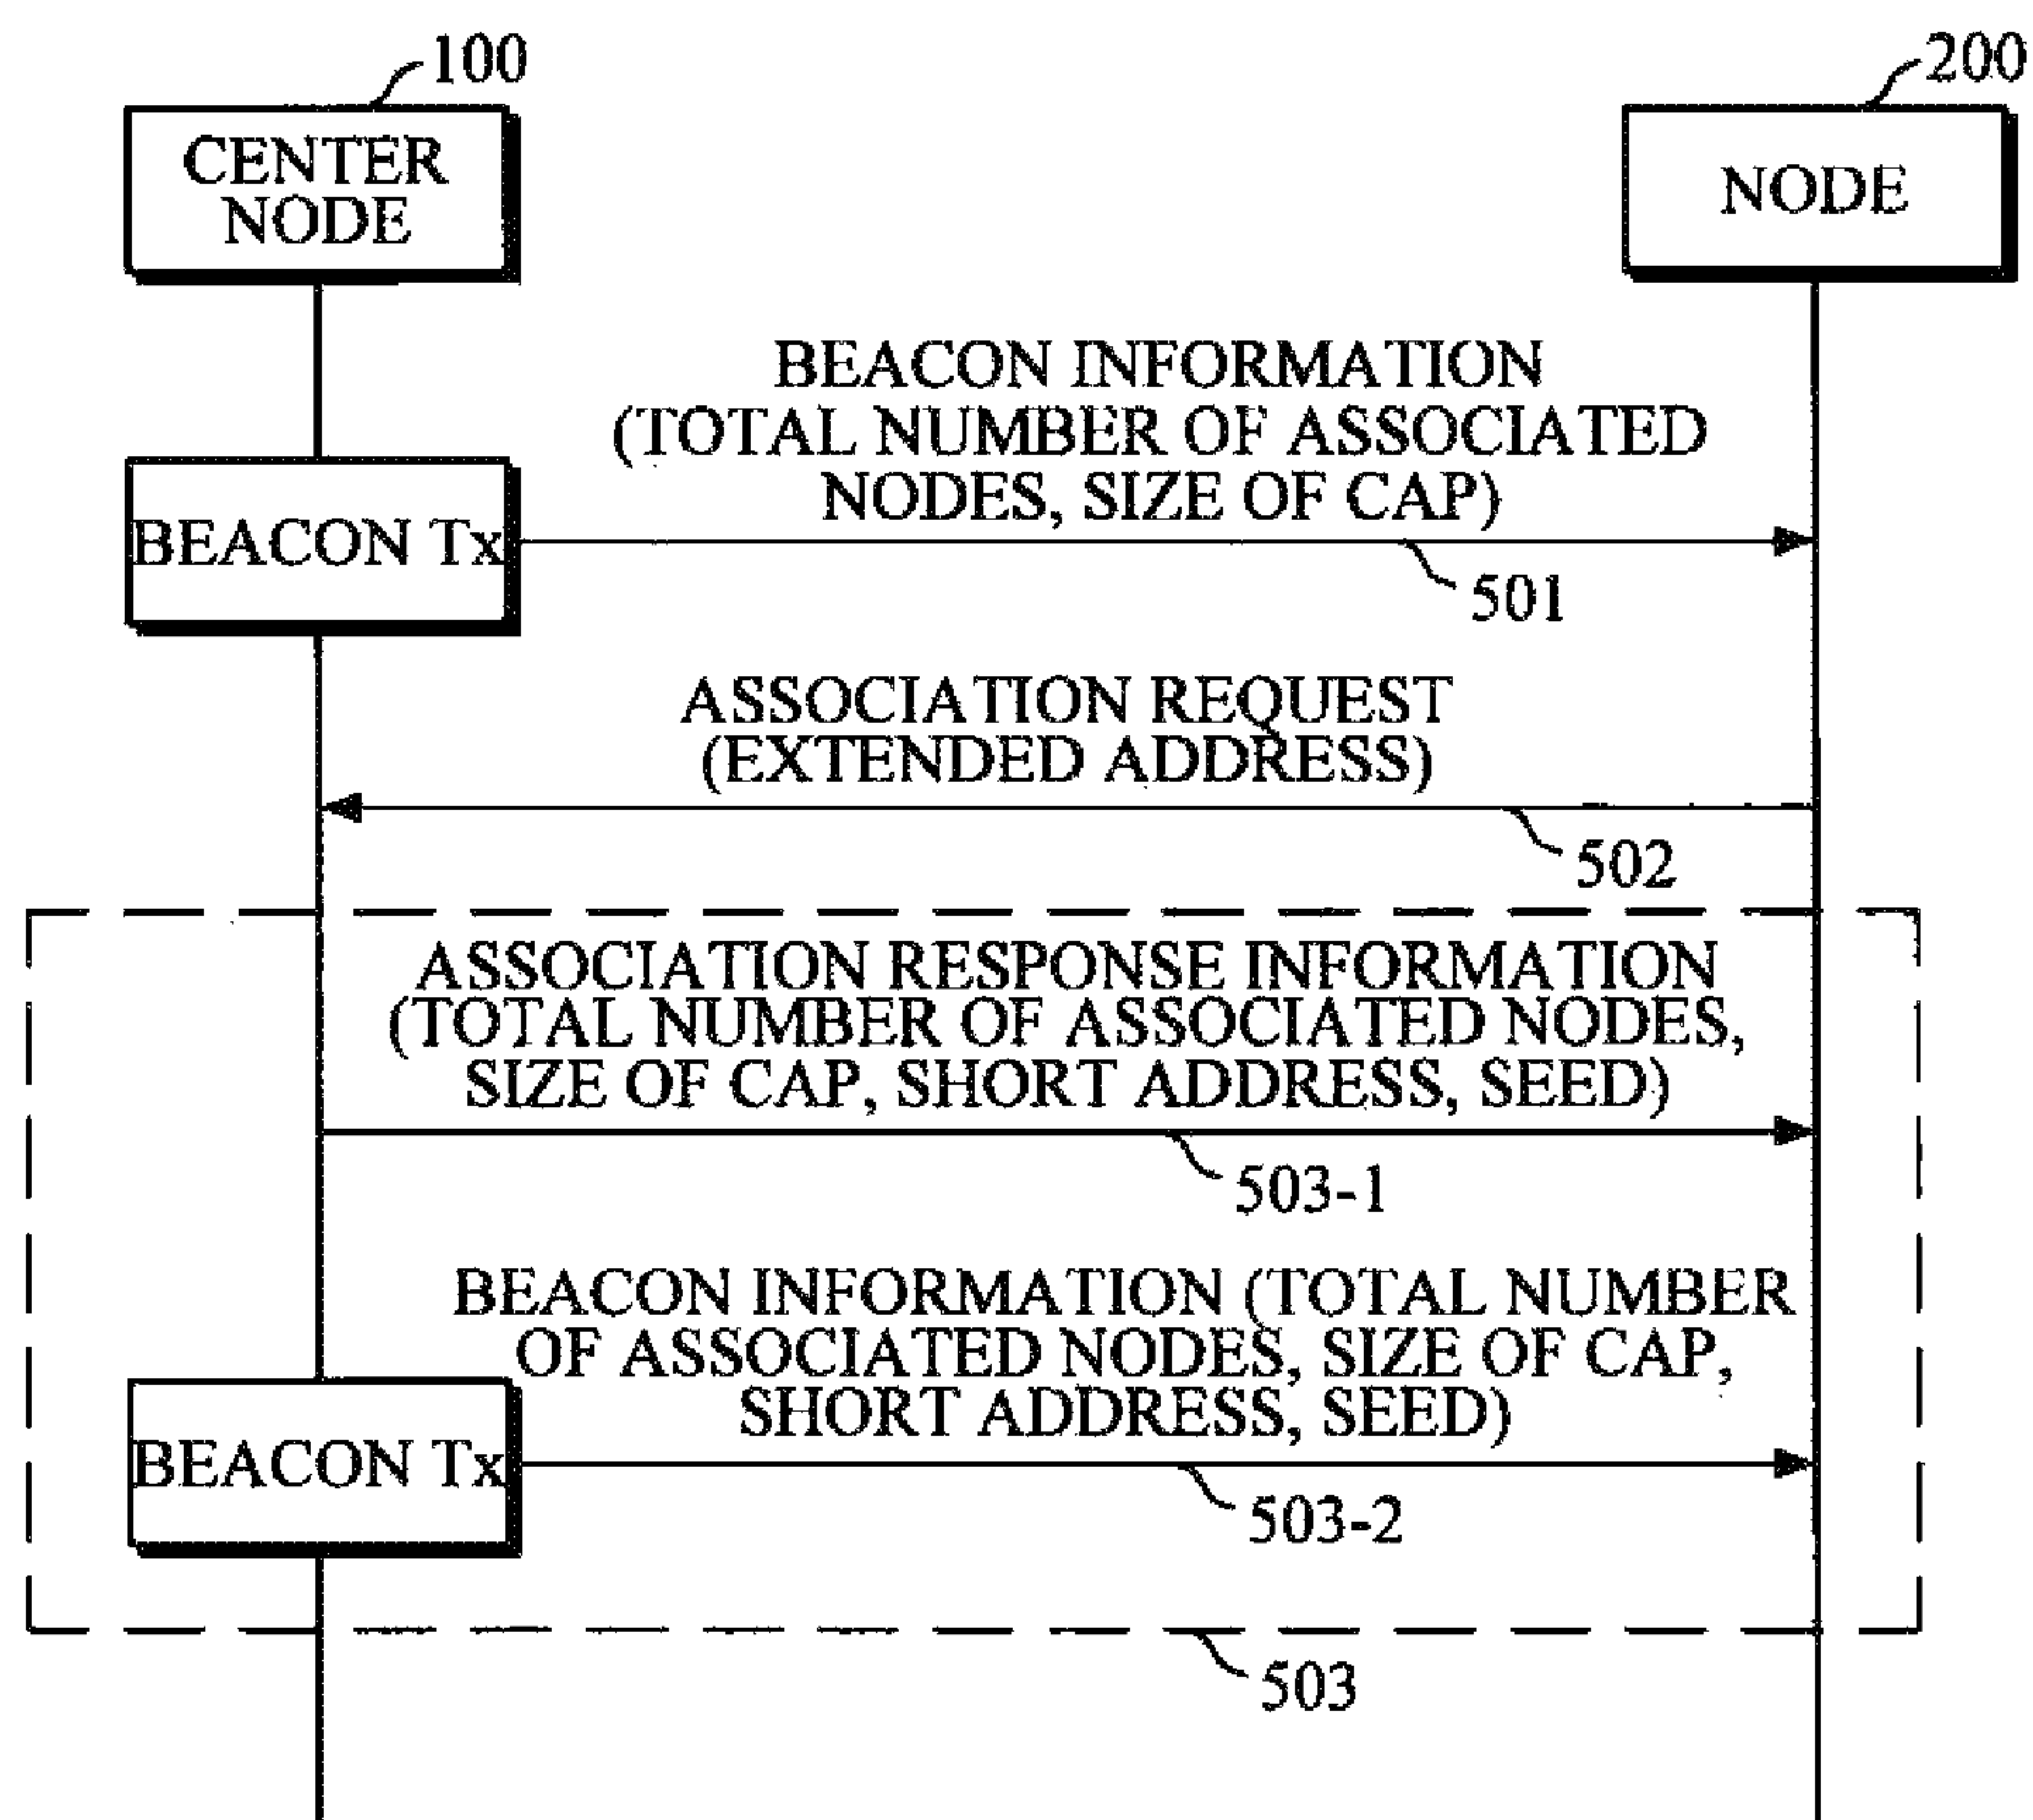 100
200
CENTER
NODE
NODE
BEACON INFORMATION
(TOTAL NUMBER OF ASSOCIATED
NODES, SIZE OF CAP)
BEACON Tx
501
ASSOCIATION REQUEST
(EXTENDED ADDRESS)
502
ASSOCIATION RESPONSE INFORMATION
(TOTAL NUMBER OF ASSOCIATED NODES,
SIZE OF CAP, SHORT ADDRESS, SEED)
503-1
BEACON INFORMATION (TOTAL NUMBER
OF ASSOCIATED NODES, SIZE OF CAP,
SHORT ADDRESS, SEED)
BEACON Tx
503-2
503